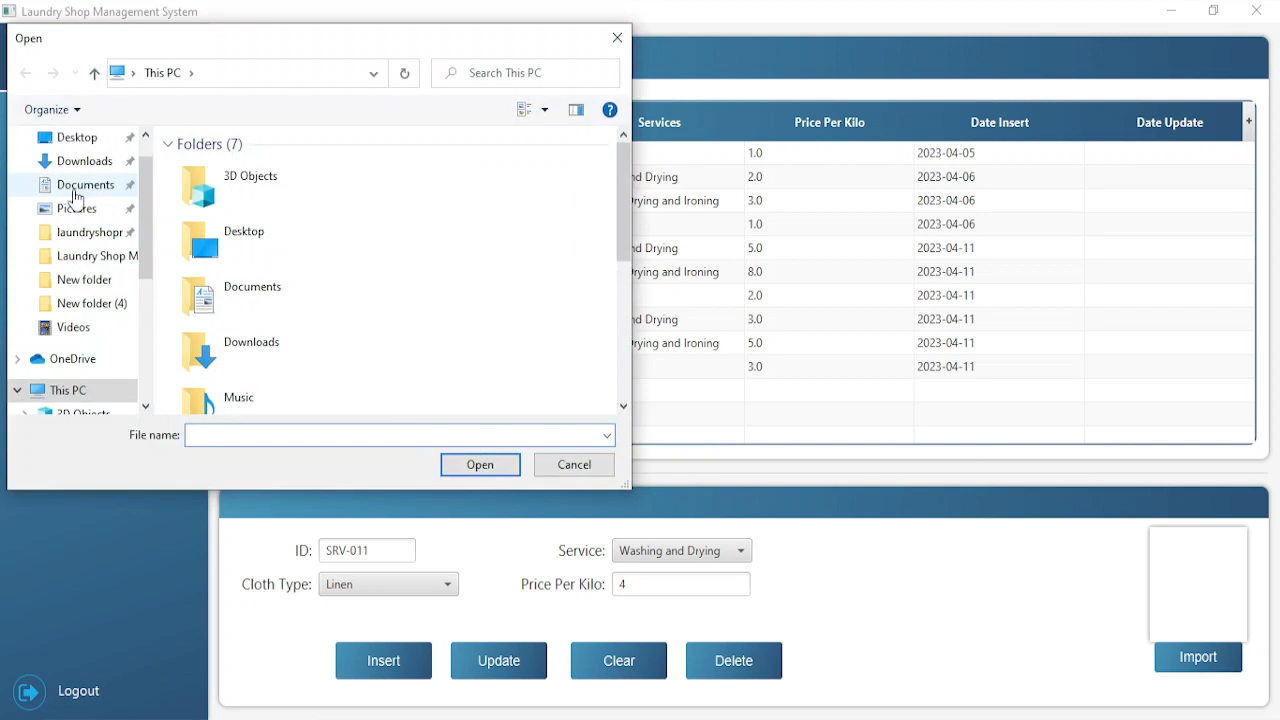 Laundry Shop Management System
Open
This PC
Search This PC
Organize
Desktop
Downloads
Documents
Pictures
laundryshopr
Laundry Shop M
New folder
New folder (4)
Videos
OneDrive
This PC
3D Objects
Folders (7)
3D Objects
Desktop
Documents
Downloads
Music
File name:
Open Cancel
Services Price Per Kilo Date Insert Date Update +
1.0 2023-04-05
nd Drying 2.0 2023-04-06
Drying and Ironing 3.0 2023-04-06
1.0 2023-04-06
nd Drying 5.0 2023-04-11
rying and Ironing 8.0 2023-04-11
2.0 2023-04-11
nd Drying 3.0 2023-04-11
rying and Ironing 5.0 2023-04-11
3.0 2023-04-11
ID: SRV-011 Service: Washing and Drying
Cloth Type: Linen Price Per Kilo: 4
Insert Update Clear Delete Import
Logout